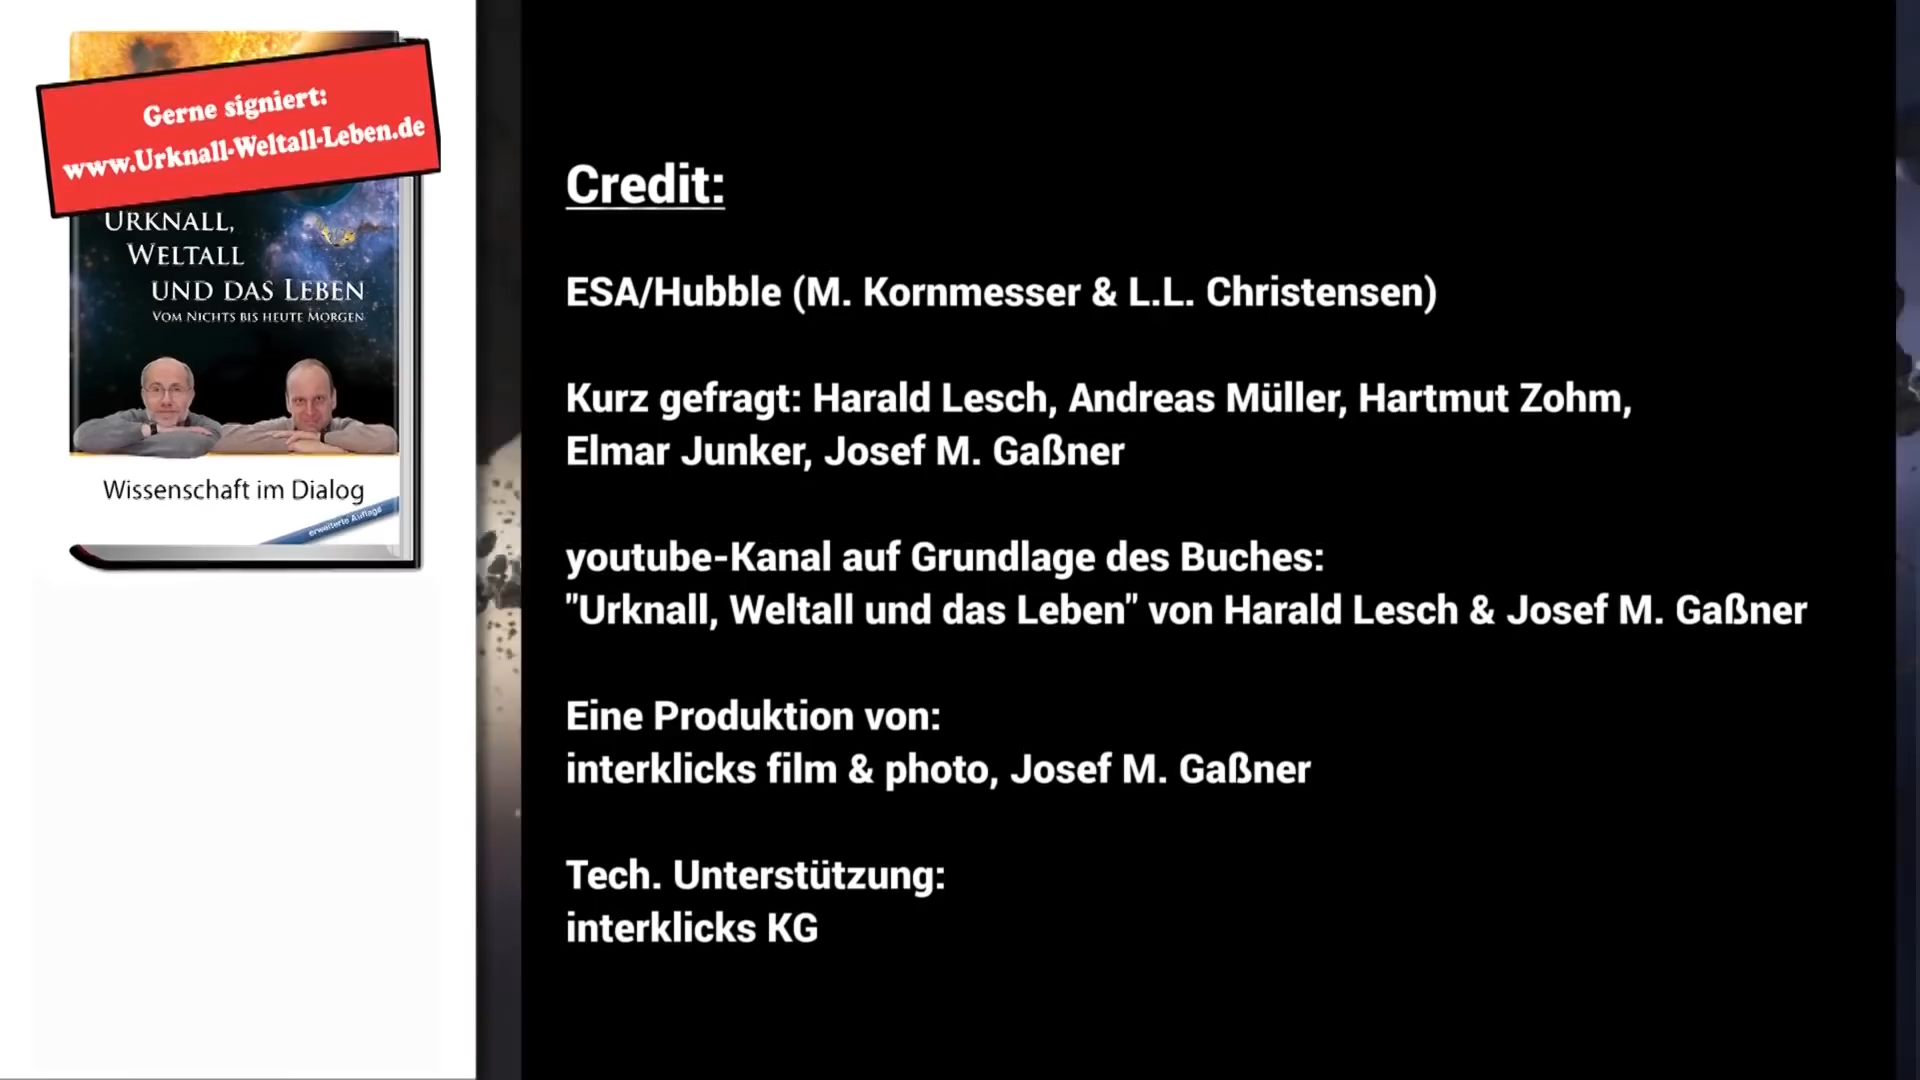 Gerne signiert:
www.Urknall-Weltall-Leben.de
URKNALL,
WELTALL
UND DAS LEBEN
VOM NICHTS BIS HEUTE MORGEN
Wissenschaft im Dialog
erweiterte Auflage
Credit:
ESA/Hubble (M. Kornmesser & L.L. Christensen)
Kurz gefragt: Harald Lesch, Andreas Müller, Hartmut Zohm,
Elmar Junker, Josef M. Gaßner
youtube-Kanal auf Grundlage des Buches:
"Urknall, Weltall und das Leben" von Harald Lesch & Josef M. Gaßner
Eine Produktion von:
interklicks film & photo, Josef M. Gaßner
Tech. Unterstützung:
interklicks KG